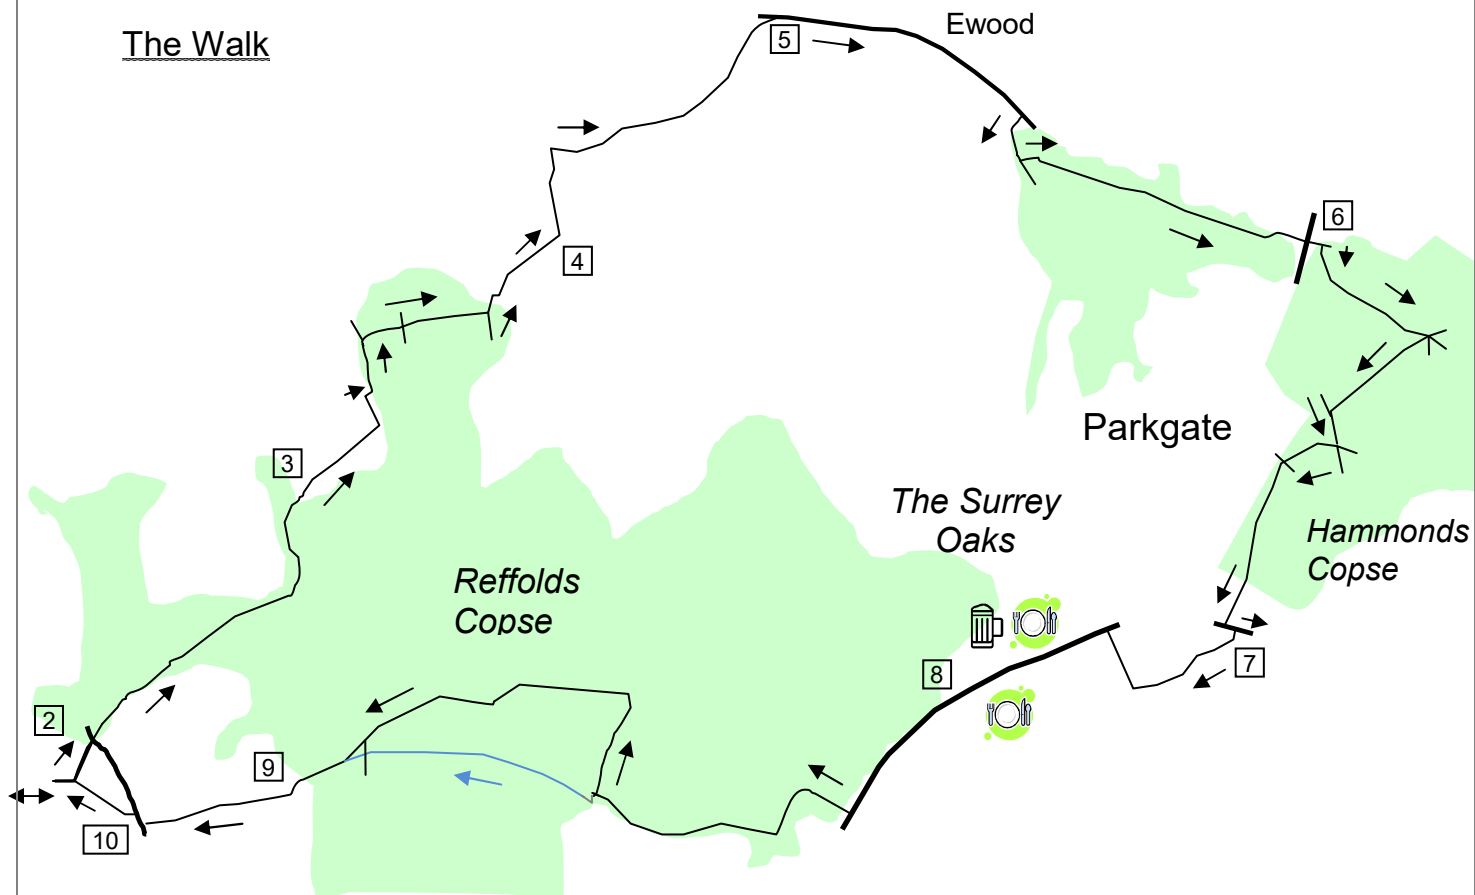 The Walk
5
Ewood
6
4
Parkgate
3
The Surrey
Oaks
Hammonds
Copse
Reffolds
Copse
7
8
2
9
10